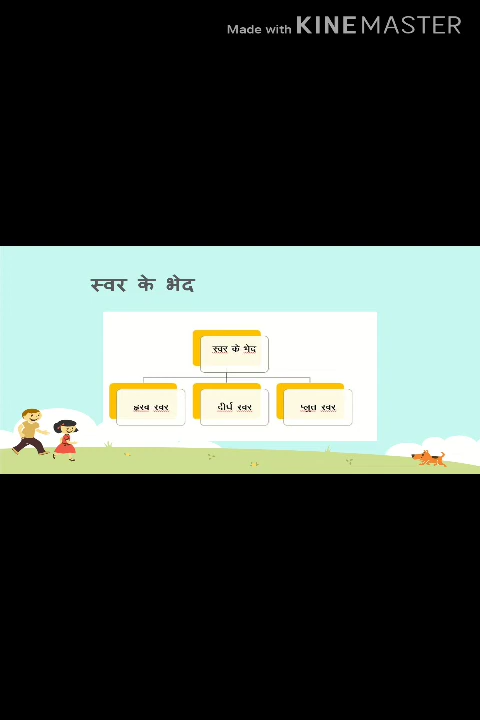 Made with KINEMASTER
स्वर के भेद
स्वर के भेद
ह्रस्व स्वर
दीर्घ स्वर
प्लुत स्वर